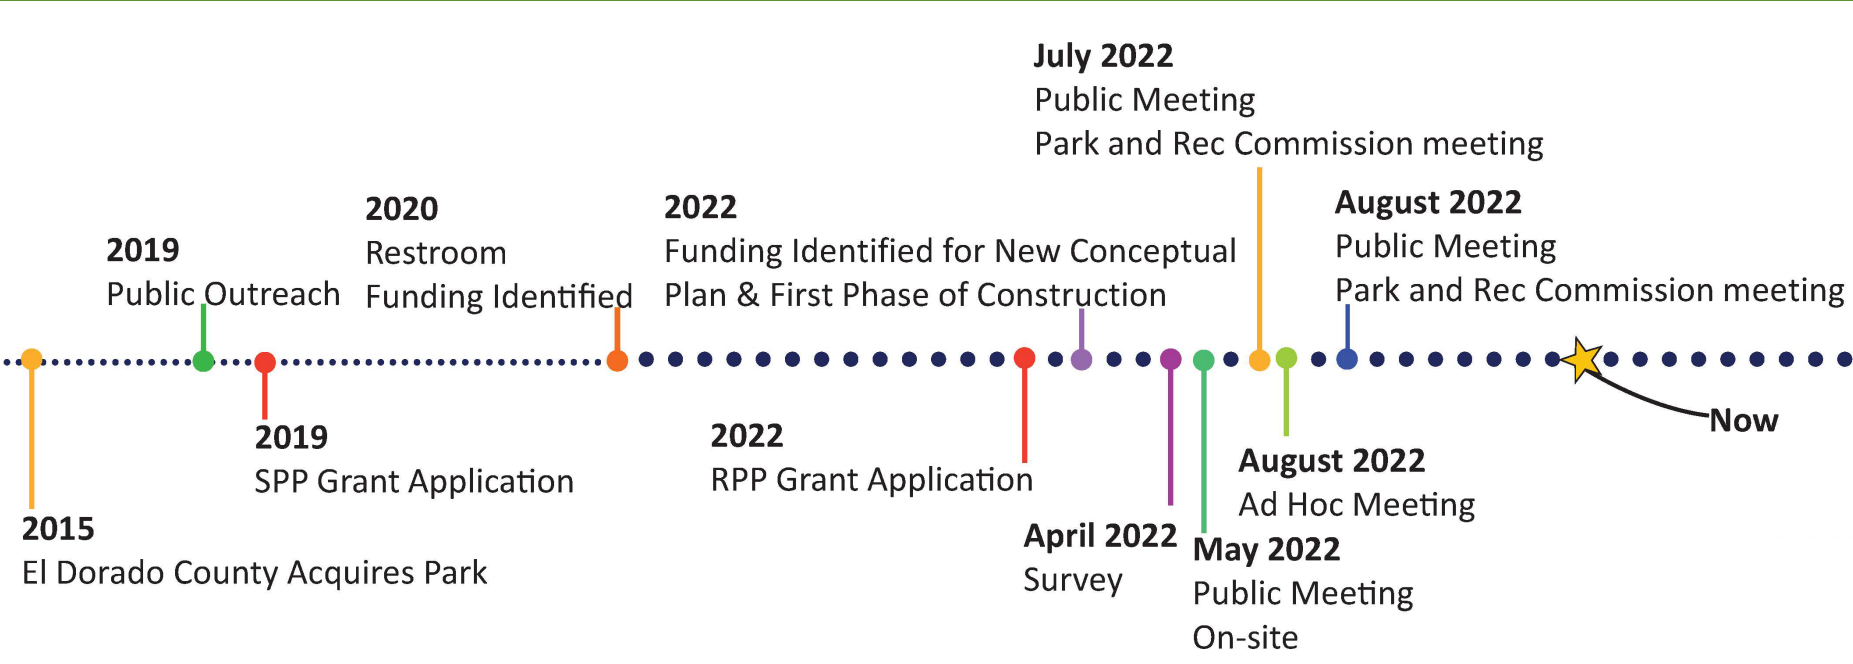 2015
El Dorado County Acquires Park
2019
Public Outreach
2019
SPP Grant Application
2020
Restroom
Funding Identified
2022
RPP Grant Application
2022
Funding Identified for New Conceptual
Plan & First Phase of Construction
April 2022
Survey
May 2022
Public Meeting
On-site
July 2022
Public Meeting
Park and Rec Commission meeting
August 2022
Ad Hoc Meeting
August 2022
Public Meeting
Park and Rec Commission meeting
Now